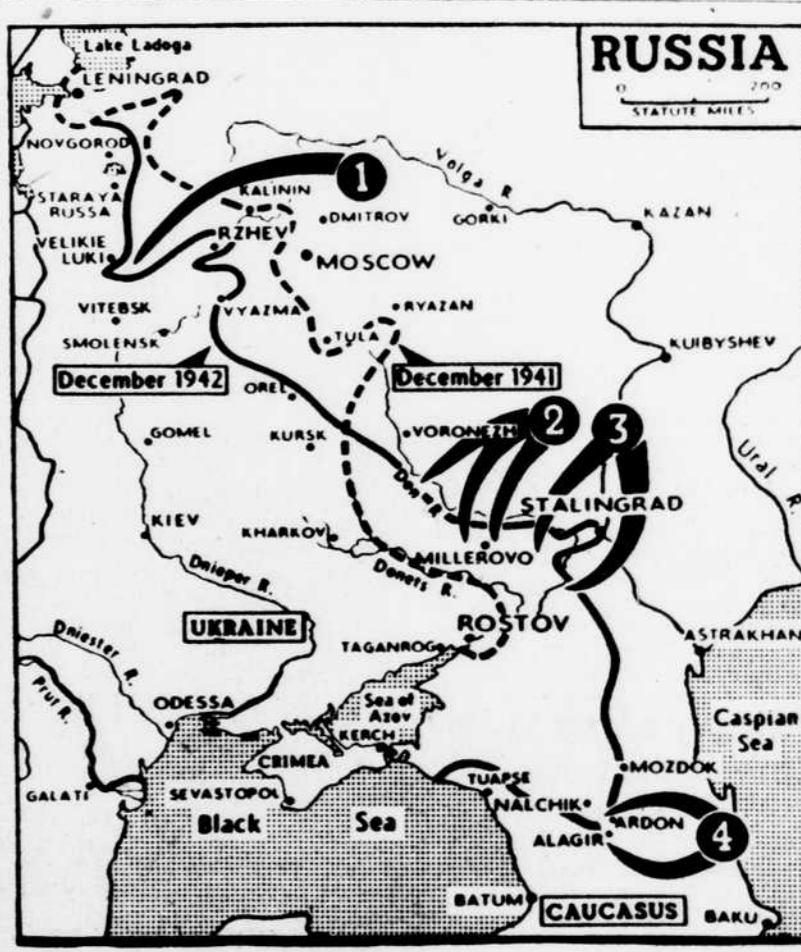 RUSSIA
0 200
STATUTE MILES
Lake Ladoga
LENINGRAD
NOVGOROD
STARAYA
RUSSA
VELIKIE
LUKI
1
KALININ
RZHEV
DMITROV
Volga R.
GORKI
KAZAN
MOSCOW
VITEBSK
VYAZMA
RYAZAN
SMOLENSK
TULA
KUIBYSHEV
December 1942
December 1941
OREL
GOMEL
KURSK
VORONEZH
2
3
Ural R.
Don R.
STALINGRAD
KIEV
KHARKOV
MILLEROVO
Dnieper R.
Donets R.
UKRAINE
ROSTOV
Dniester R.
TAGANROG
ASTRAKHAN
Prut R.
ODESSA
Sea of
Azov
Caspian
Sea
KERCH
CRIMEA
MOZDOK
GALATI
SEVASTOPOL
TUAPSE
NALCHIK
Black Sea
ARDON
ALAGIR
4
BATUM
CAUCASUS
BAKU